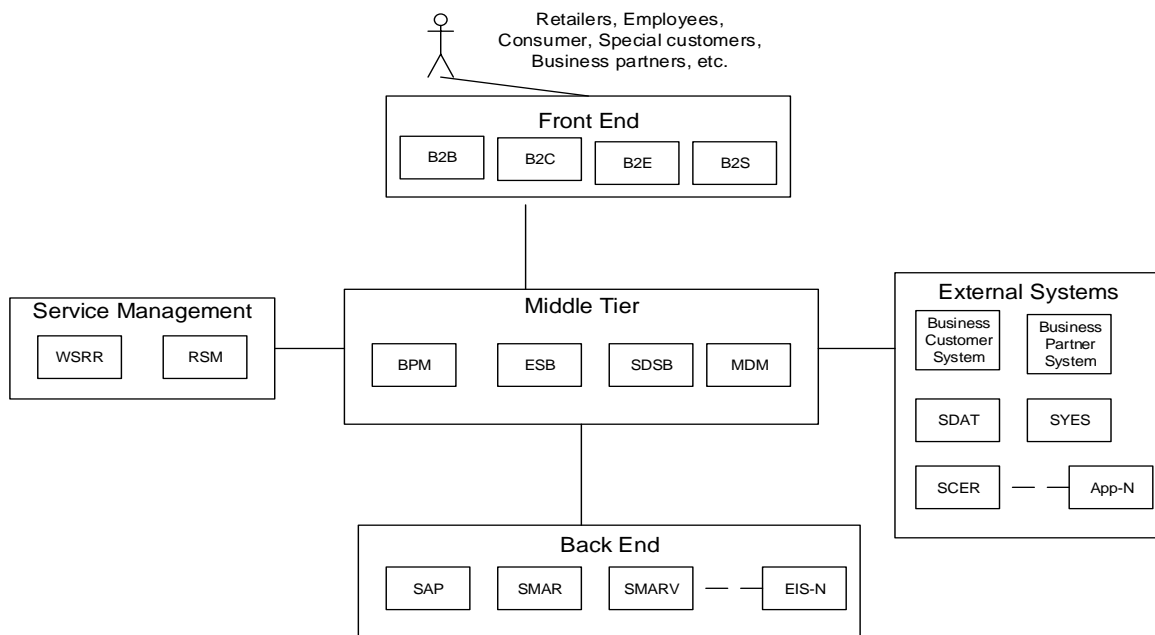 Retailers, Employees,
Consumer, Special customers,
Business partners, etc.
Front End
B2B
B2C
B2E
B2S
Service Management
WSRR
RSM
Middle Tier
BPM
ESB
SDSB
MDM
External Systems
Business
Customer
System
Business
Partner
System
SDAT
SYES
SCER
App-N
Back End
SAP
SMAR
SMARV
EIS-N